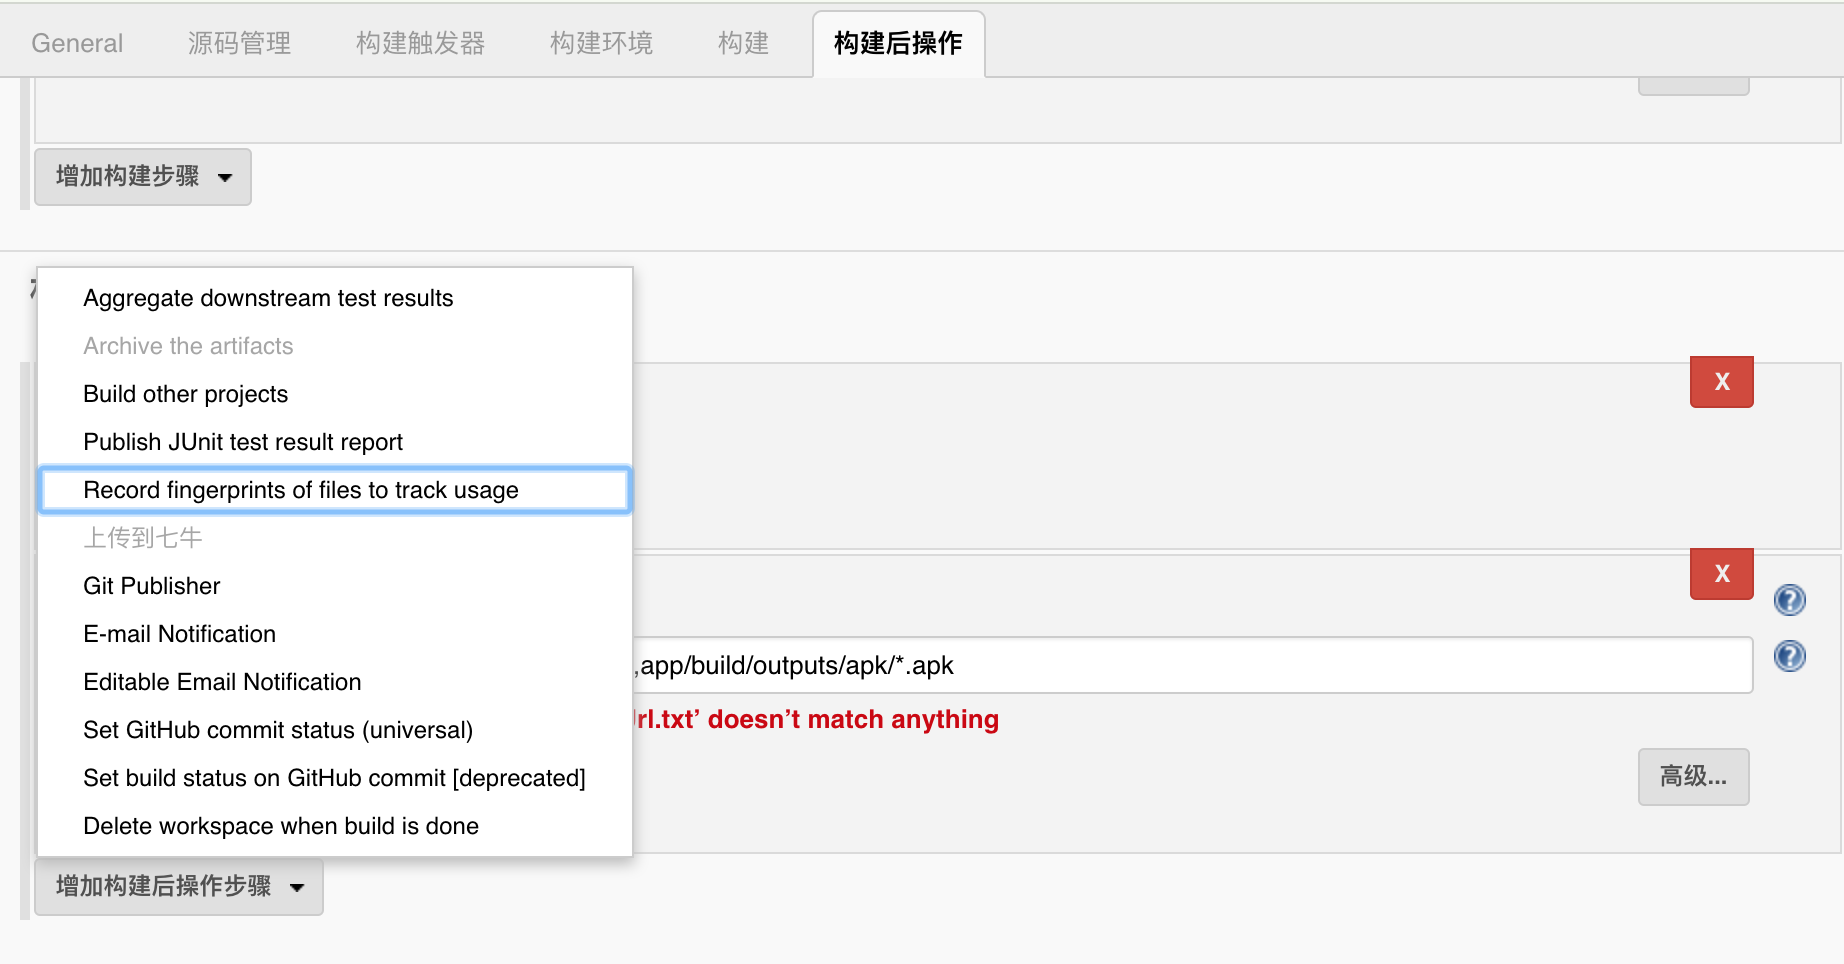 General 源码管理 构建触发器 构建环境 构建 构建后操作
增加构建步骤
Aggregate downstream test results
Archive the artifacts
Build other projects
X
Publish JUnit test result report
Record fingerprints of files to track usage
上传到七牛
X
Git Publisher
E-mail Notification
,app/build/outputs/apk/*.apk
Editable Email Notification
rl.txt’ doesn’t match anything
Set GitHub commit status (universal)
Set build status on GitHub commit [deprecated]
高级...
Delete workspace when build is done
增加构建后操作步骤